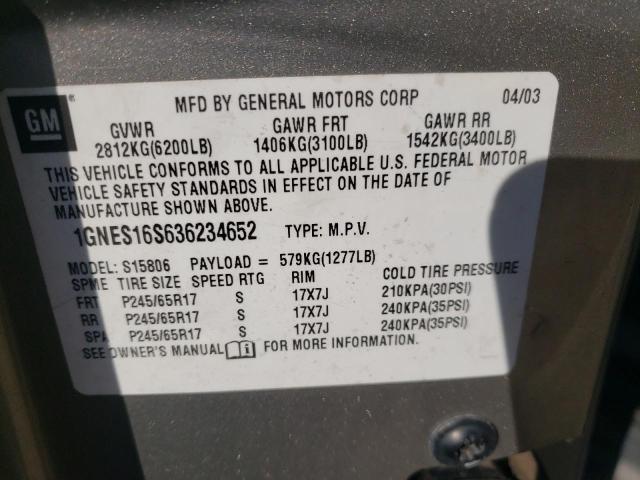 GM®
MFD BY GENERAL MOTORS CORP 04/03
GVWR GAWR FRT GAWR RR
2812KG(6200LB) 1406KG(3100LB) 1542KG(3400LB)
THIS VEHICLE CONFORMS TO ALL APPLICABLE U.S. FEDERAL MOTOR
VEHICLE SAFETY STANDARDS IN EFFECT ON THE DATE OF
MANUFACTURE SHOWN ABOVE.
1GNES16S636234652 TYPE: M.P.V.
MODEL: S15806 PAYLOAD = 579KG(1277LB)
SPME TIRE SIZE SPEED RTG RIM COLD TIRE PRESSURE
FRT P245/65R17 S 17X7J 210KPA(30PSI)
RR P245/65R17 S 17X7J 240KPA(35PSI)
SPA P245/65R17 S 17X7J 240KPA(35PSI)
SEE OWNER'S MANUAL FOR MORE INFORMATION.